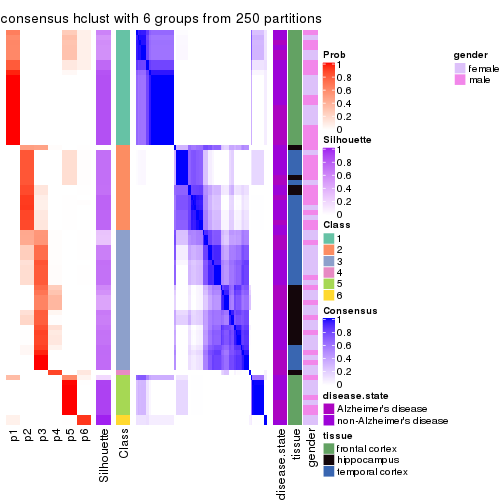 consensus hclust with 6 groups from 250 partitions
p1
p2
p3
p4
p5
p6
Silhouette
Class
disease.state
tissue
gender
Prob
1
0.8
0.6
0.4
0.2
0
Silhouette
1
0.8
0.6
0.4
0.2
0
Class
1
2
3
4
5
6
Consensus
1
0.8
0.6
0.4
0.2
0
disease.state
Alzheimer's disease
non-Alzheimer's disease
tissue
frontal cortex
hippocampus
temporal cortex
gender
female
male